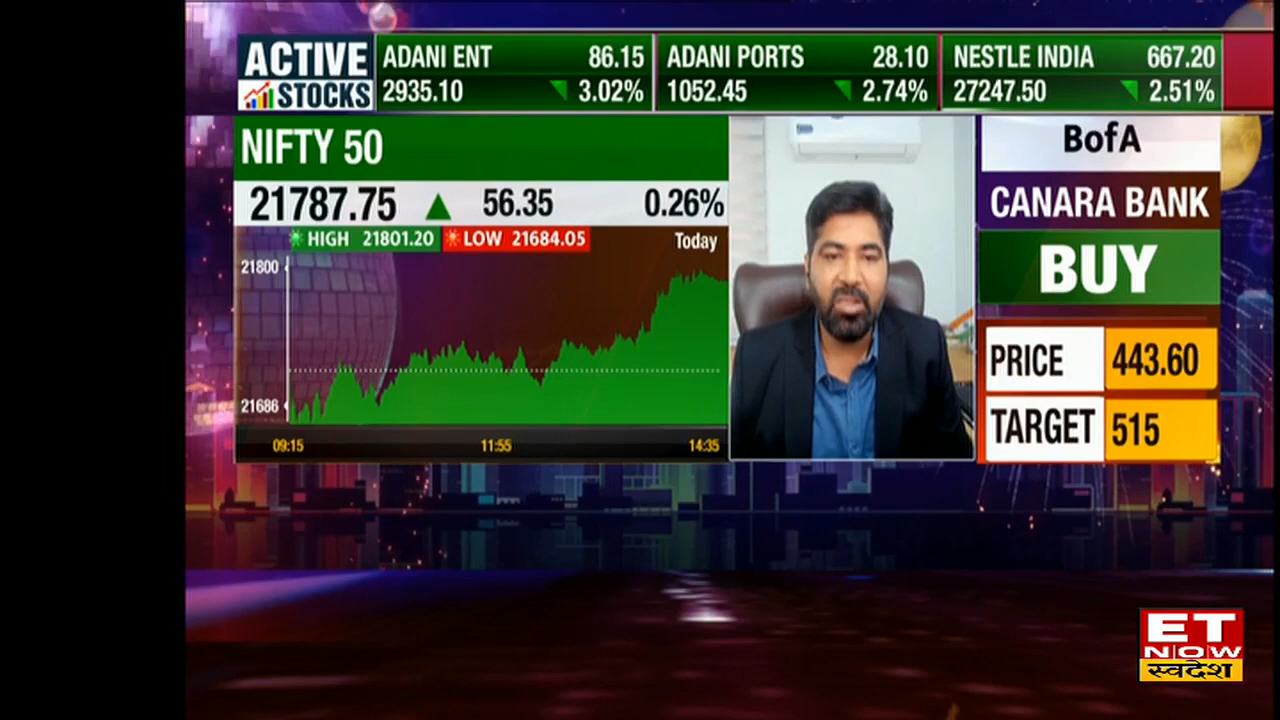 ACTIVE STOCKS
ADANI ENT 86.15
2935.10 3.02%
ADANI PORTS 28.10
1052.45 2.74%
NESTLE INDIA 667.20
27247.50 2.51%
NIFTY 50
21787.75 56.35 0.26%
HIGH 21801.20 LOW 21684.05 Today
21800
21686
09:15 11:55 14:35
BofA
CANARA BANK
BUY
PRICE 443.60
TARGET 515
ET
NOW
स्वदेश